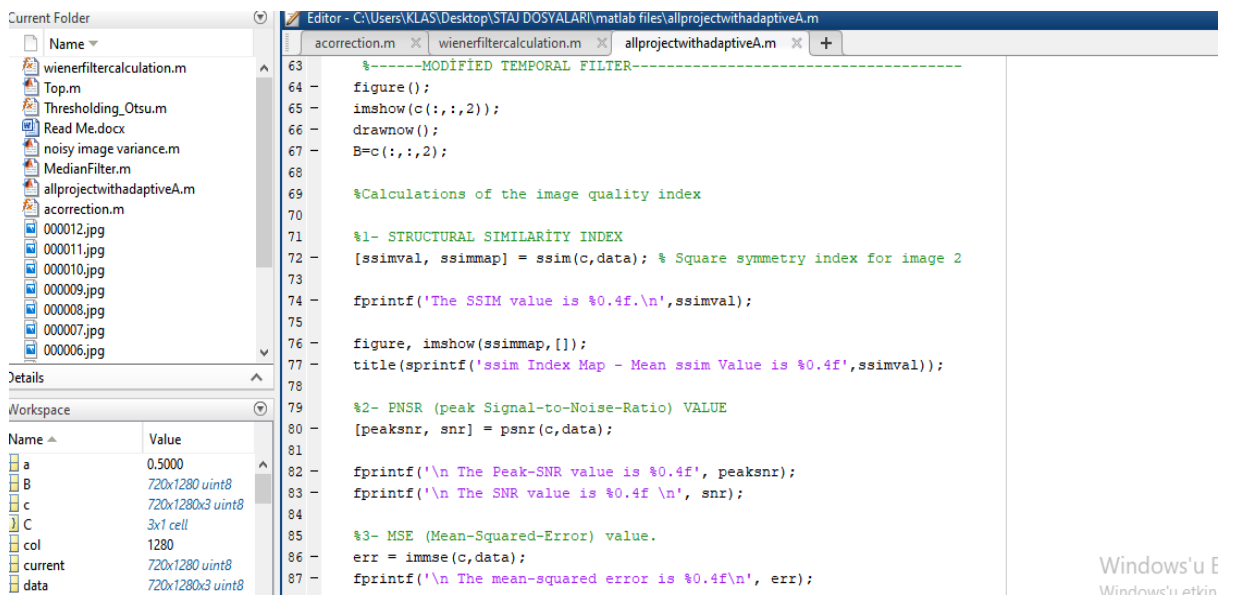 Current Folder
Name
wienerfiltercalculation.m
Top.m
Thresholding_Otsu.m
Read Me.docx
noisy image variance.m
MedianFilter.m
allprojectwithadaptiveA.m
acorrection.m
000012.jpg
000011.jpg
000010.jpg
000009.jpg
000008.jpg
000007.jpg
000006.jpg
Details
Workspace
Name Value
a 0.5000
B 720x1280 uint8
c 720x1280x3 uint8
C 3x1 cell
col 1280
current 720x1280 uint8
data 720x1280x3 uint8
Editor - C:\Users\KLAS\Desktop\STAJ DOSYALARI\matlab files\allprojectwithadaptiveA.m
acorrection.m × wienerfiltercalculation.m × allprojectwithadaptiveA.m × +
63 %------MODİFİED TEMPORAL FILTER--------------------------------------
64 – figure();
65 – imshow(c(:,:,2));
66 – drawnow();
67 – B=c(:,:,2);
68
69 %Calculations of the image quality index
70
71 %1- STRUCTURAL SIMILARİTY INDEX
72 – [ssimval, ssimmap] = ssim(c,data); % Square symmetry index for image 2
73
74 – fprintf('The SSIM value is %0.4f.\n',ssimval);
75
76 – figure, imshow(ssimmap,[]);
77 – title(sprintf('ssim Index Map - Mean ssim Value is %0.4f',ssimval));
78
79 %2- PNSR (peak Signal-to-Noise-Ratio) VALUE
80 – [peaksnr, snr] = psnr(c,data);
81
82 – fprintf('\n The Peak-SNR value is %0.4f', peaksnr);
83 – fprintf('\n The SNR value is %0.4f \n', snr);
84
85 %3- MSE (Mean-Squared-Error) value.
86 – err = immse(c,data);
87 – fprintf('\n The mean-squared error is %0.4f\n', err);
Windows'u E
Windows'u etkin